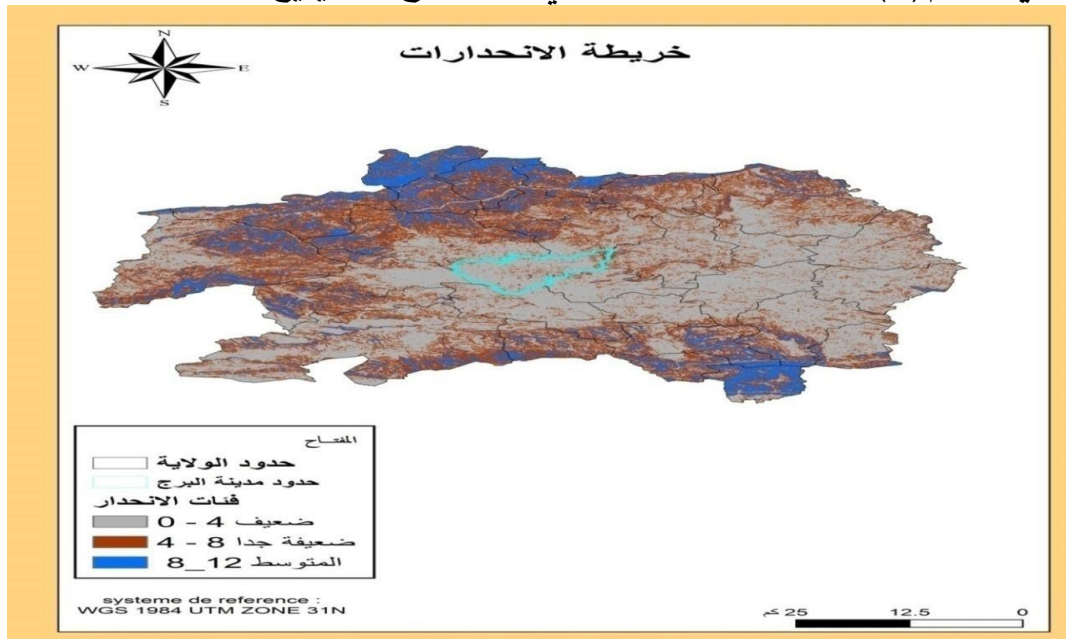 خريطة الانحدارات
N
W
E
S
المفتاح
حدود الولاية
حدود مدينة البرج
فئات الانحدار
ضعيف 4 - 0
ضعيفة جدا 8 - 4
المتوسط 12_8
systeme de reference :
WGS 1984 UTM ZONE 31N
كم 25 12.5 0